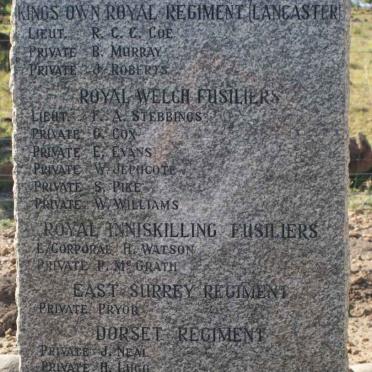 KINGS OWN ROYAL REGIMENT (LANCASTER)
LIEUT. R. C. C. COE
PRIVATE B. MURRAY
PRIVATE J. ROBERTS
ROYAL WELCH FUSILIERS
LIEUT. F. A. STEBBINGS
PRIVATE G. COX
PRIVATE E. EVANS
PRIVATE W. JEPHCOTE
PRIVATE S. PIKE
PRIVATE W. WILLIAMS
ROYAL INNISKILLING FUSILIERS
L/CORPORAL H. WATSON
PRIVATE P. MCGRATH
EAST SURREY REGIMENT
PRIVATE PRYOR
DORSET REGIMENT
PRIVATE J. NEAL
PRIVATE H. LUGG